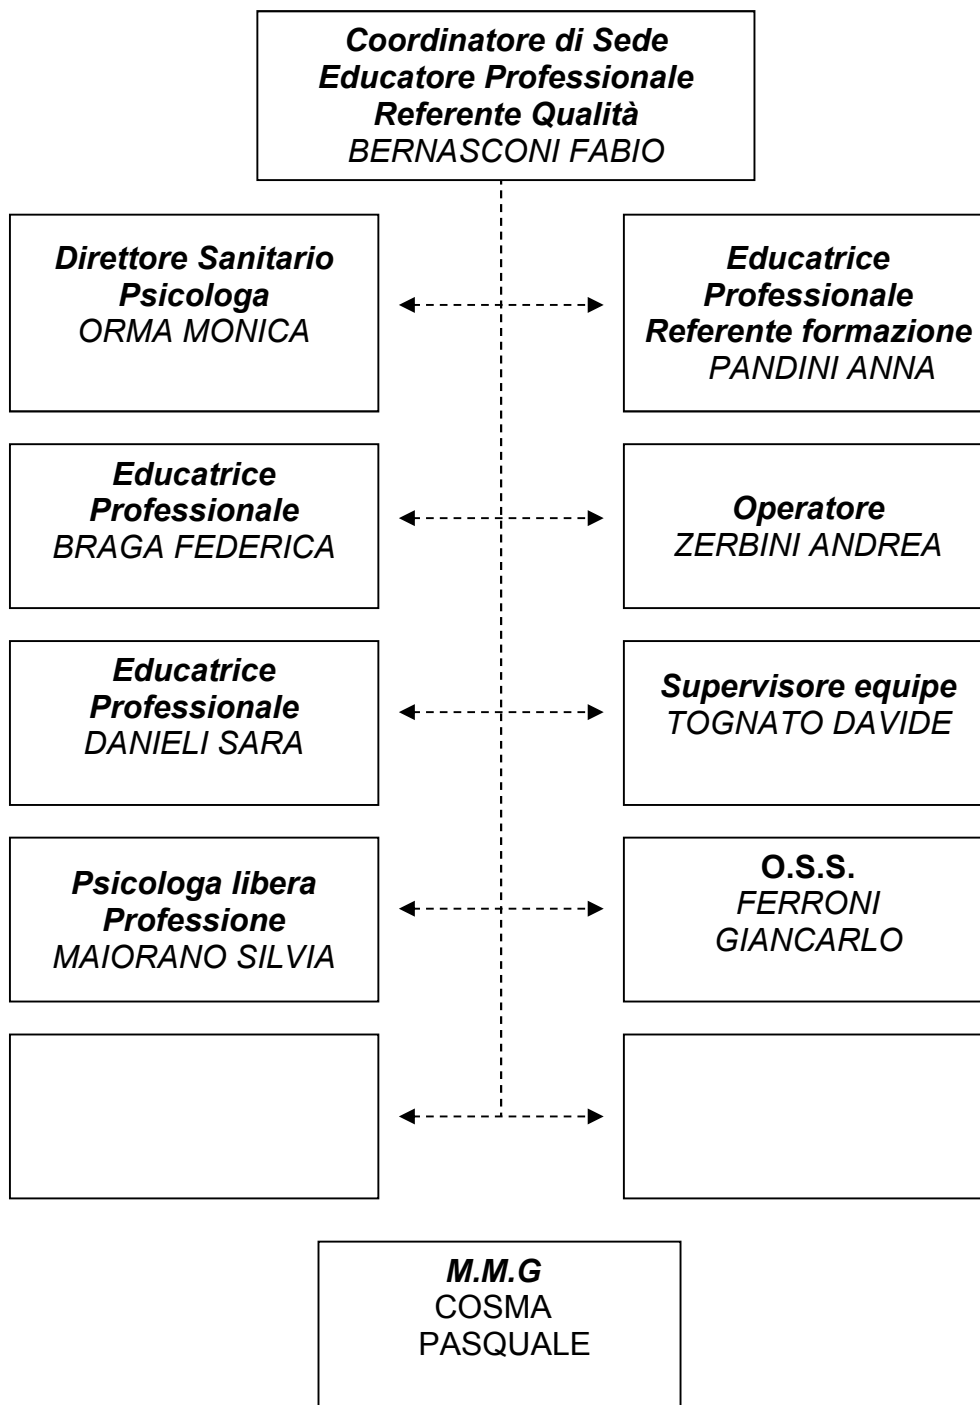 Coordinatore di Sede
Educatore Professionale
Referente Qualità
BERNASCONI FABIO
Direttore Sanitario
Psicologa
ORMA MONICA
Educatrice
Professionale
Referente formazione
PANDINI ANNA
Educatrice
Professionale
BRAGA FEDERICA
Operatore
ZERBINI ANDREA
Educatrice
Professionale
DANIELI SARA
Supervisore equipe
TOGNATO DAVIDE
Psicologa libera
Professione
MAIORANO SILVIA
O.S.S.
FERRONI
GIANCARLO
M.M.G
COSMA
PASQUALE